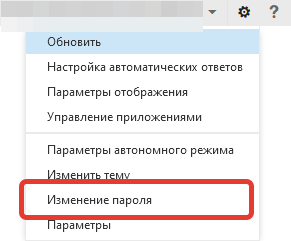 ?
Обновить
Настройка автоматических ответов
Параметры отображения
Управление приложениями
Параметры автономного режима
Изменить тему
Изменение пароля
Параметры